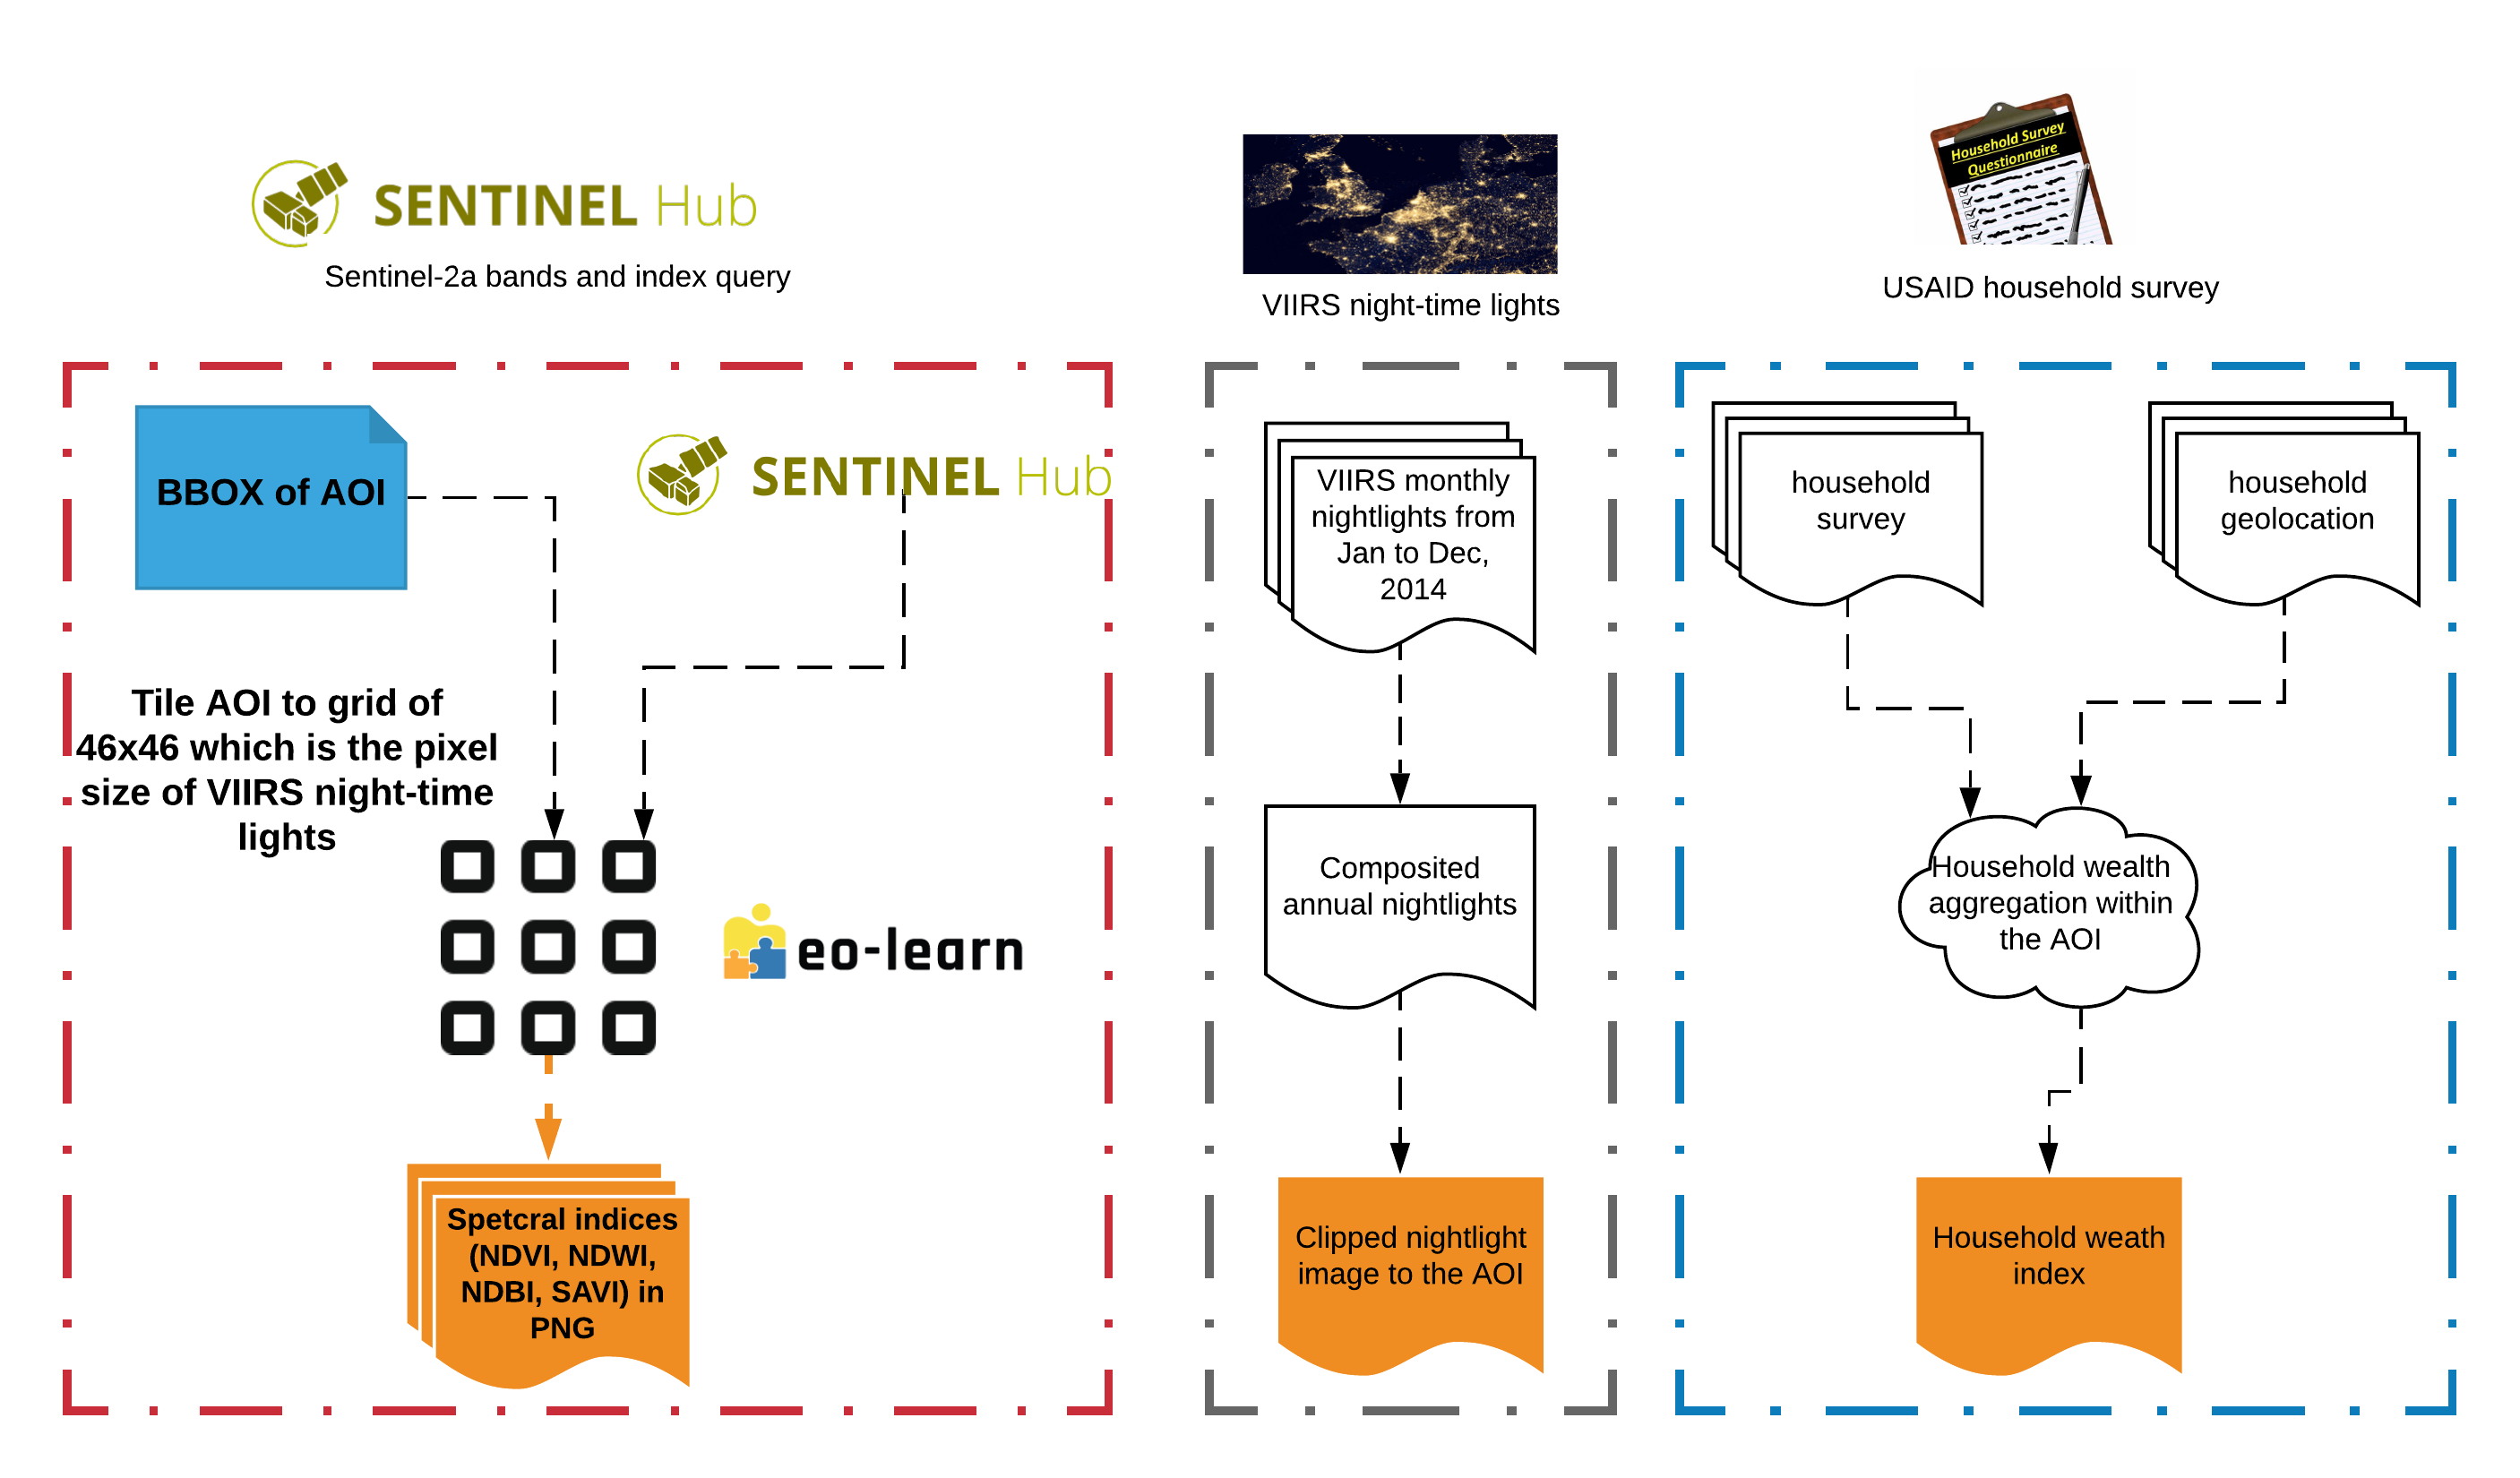 SENTINEL Hub
Sentinel-2a bands and index query
VIIRS night-time lights
Household Survey
Questionnaire
USAID household survey
BBOX of AOI
SENTINEL Hub
Tile AOI to grid of
46x46 which is the pixel
size of VIIRS night-time
lights
eo-learn
Spetcral indices
(NDVI, NDWI,
NDBI, SAVI) in
PNG
VIIRS monthly
nightlights from
Jan to Dec,
2014
Composited
annual nightlights
Clipped nightlight
image to the AOI
household
survey
household
geolocation
Household wealth
aggregation within
the AOI
Household weath
index